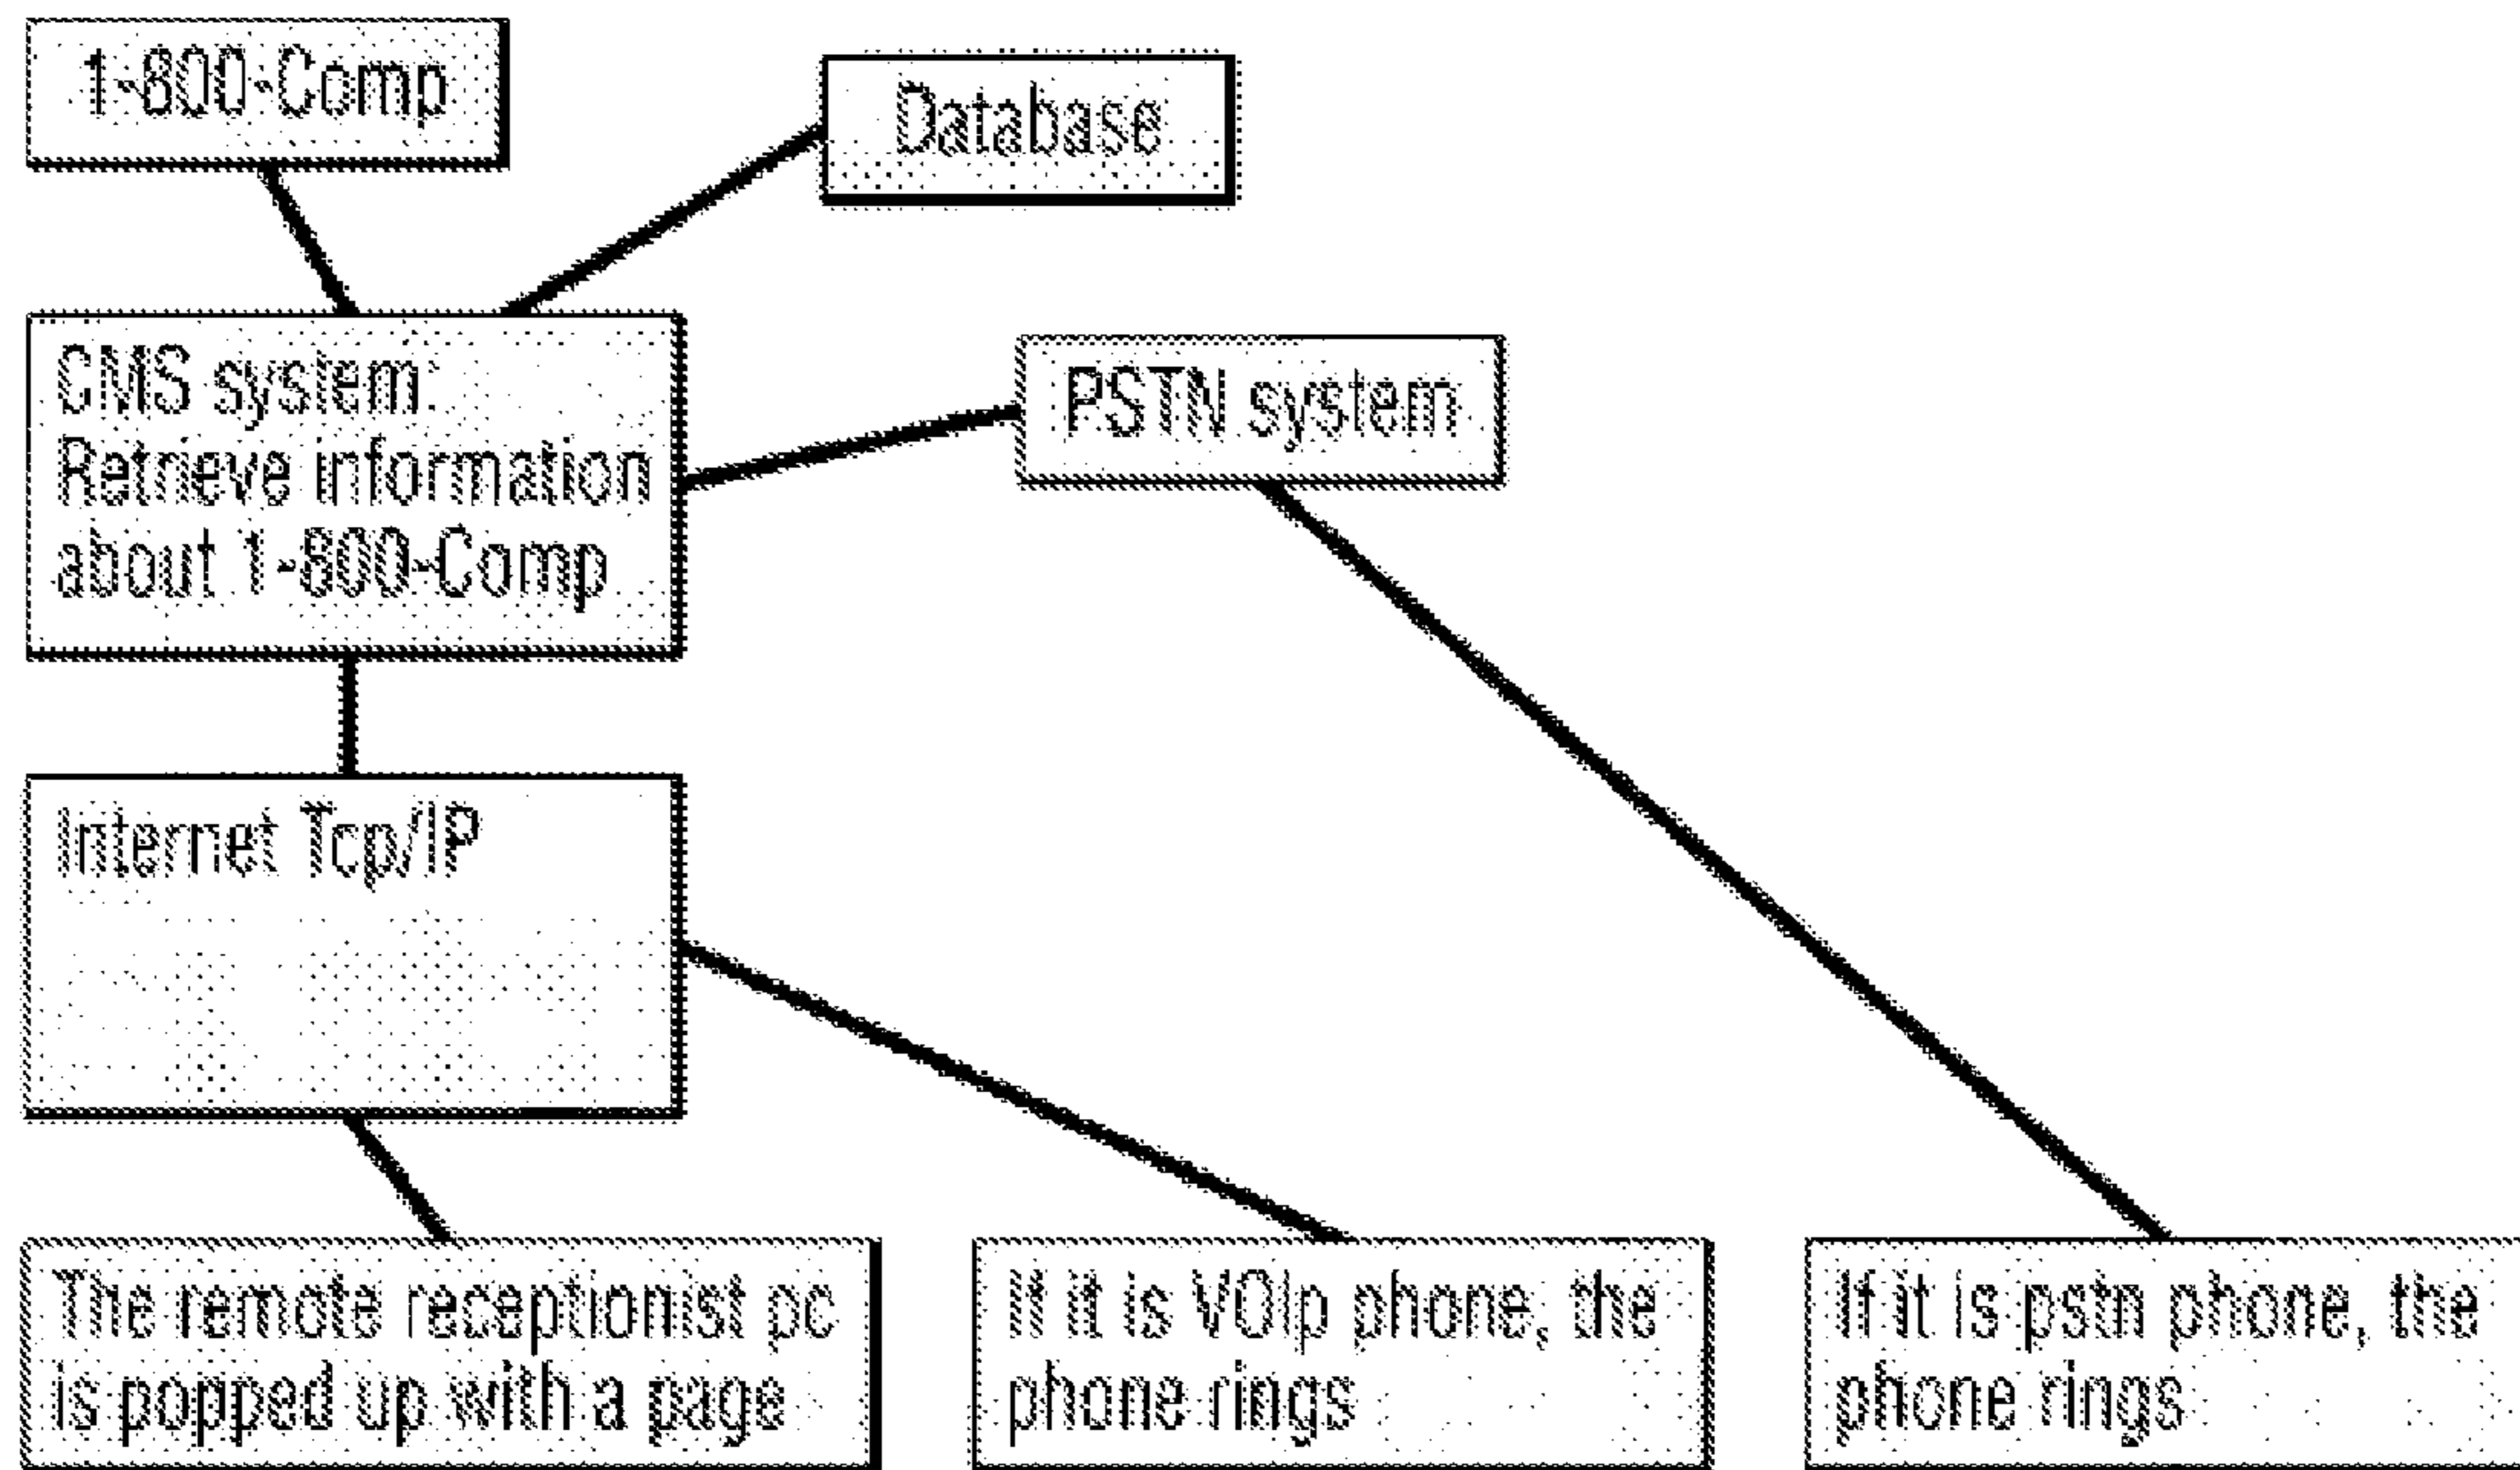 1-800-Comp
Database
CMS system
Retrieve information
about 1-800-Comp
PSTN system
Internet Tcp/IP
The remote receptionist pc
is popped up with a page
If it is VOIp phone, the
phone rings
If it is pstn phone, the
phone rings